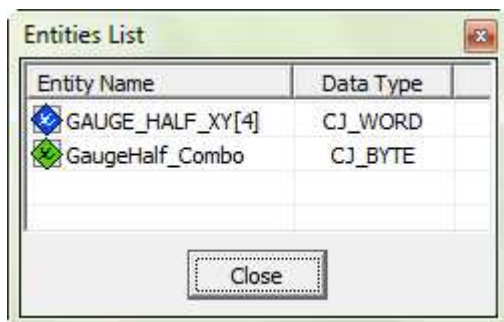 Entities List
Entity Name Data Type
GAUGE_HALF_XY[4] CJ_WORD
GaugeHalf_Combo CJ_BYTE
Close